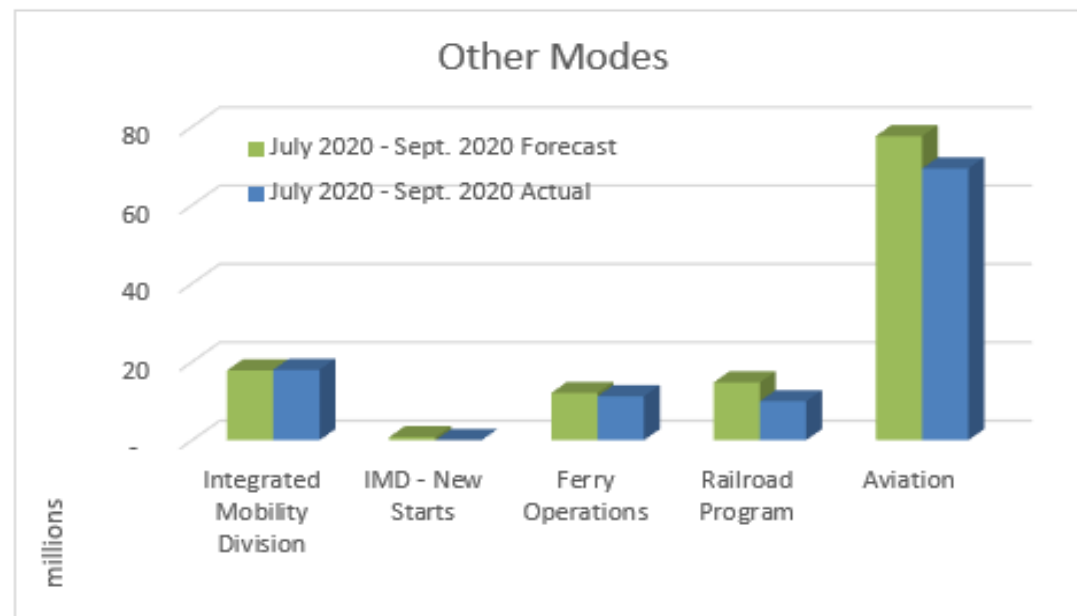 Other Modes
80
60
40
20
-
July 2020 - Sept. 2020 Forecast
July 2020 - Sept. 2020 Actual
Integrated
Mobility
Division
IMD - New
Starts
Ferry
Operations
Railroad
Program
Aviation
millions